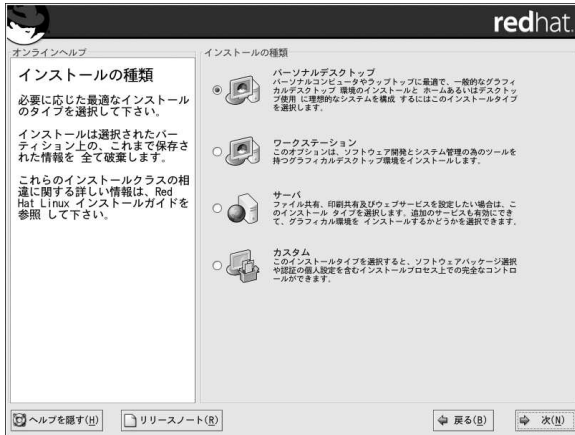 redhat.
オンラインヘルプ
インストールの種類
必要に応じた最適なインストール
のタイプを選択して下さい。
インストールは選択されたパー
ティション上の、これまで保存さ
れた情報を 全て破棄します。
これらのインストールクラスの相
違に関する詳しい情報は、Red
Hat Linux インストールガイドを
参照 して下さい。
インストールの種類
パーソナルデスクトップ
パーソナルコンピュータやラップトップに最適で、一般的なグラフィ
カルデスクトップ 環境のインストールと ホームあるいはデスクトッ
プ使用 に理想的なシステムを構成 するにはこのインストールタイプ
を選択します。
ワークステーション
このオプションは、ソフトウェア開発とシステム管理の為のツールを
持つグラフィカルデスクトップ環境をインストールします。
サーバ
ファイル共有、印刷共有及びウェブサービスを設定したい場合は、こ
のインストール タイプを選択します。追加のサービスも有効にでき
て、グラフィカル環境を インストールするかどうかを選択できます。
カスタム
このインストールタイプを選択すると、ソフトウェアパッケージ選択
や認証の個人設定を含むインストールプロセス上での完全なコントロ
ールができます。
ヘルプを隠す(H)
リリースノート(R)
戻る(B)
次(N)